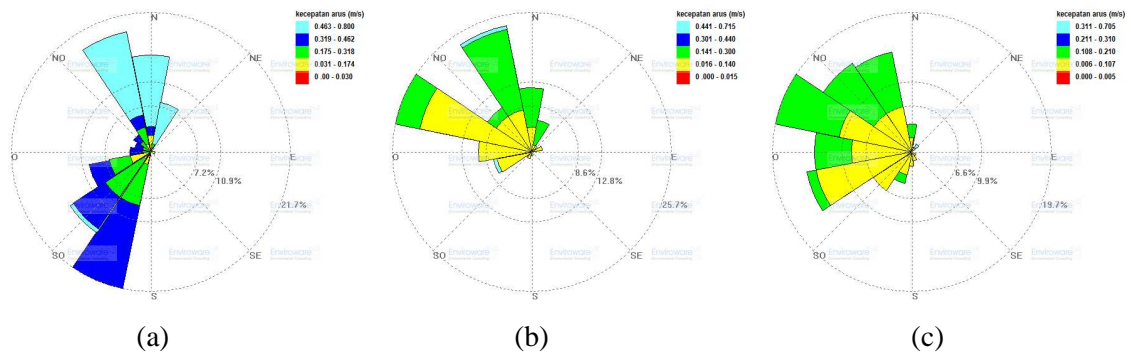 kecepatan arus (m/s)
0.463 - 0.800
0.319 - 0.462
0.175 - 0.318
0.031 - 0.174
0.00 - 0.030
N
NE
E
SE
S
SO
O
NO
7.2%
10.9%
21.7%
Enviroware
(a)
kecepatan arus (m/s)
0.441 - 0.715
0.301 - 0.440
0.141 - 0.300
0.016 - 0.140
0.000 - 0.015
N
NE
E
SE
S
SO
O
NO
8.6%
12.8%
25.7%
Enviroware
(b)
kecepatan arus (m/s)
0.311 - 0.705
0.211 - 0.310
0.108 - 0.210
0.006 - 0.107
0.000 - 0.005
N
NE
E
SE
S
SO
O
NO
6.6%
9.9%
19.7%
Enviroware
(c)